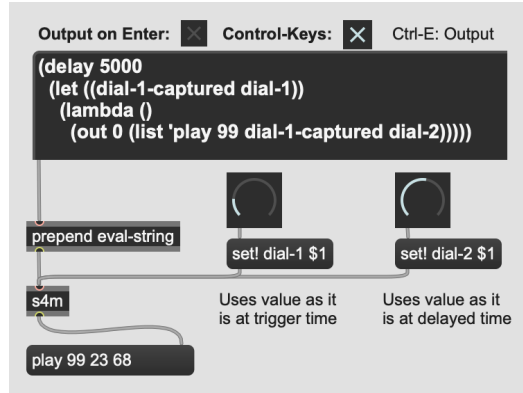 Output on Enter: Control-Keys: Ctrl-E: Output
(delay 5000
(let ((dial-1-captured dial-1))
(lambda ()
(out 0 (list 'play 99 dial-1-captured dial-2)))))
prepend eval-string
set! dial-1 $1
set! dial-2 $1
s4m
Uses value as it
is at trigger time
Uses value as it
is at delayed time
play 99 23 68